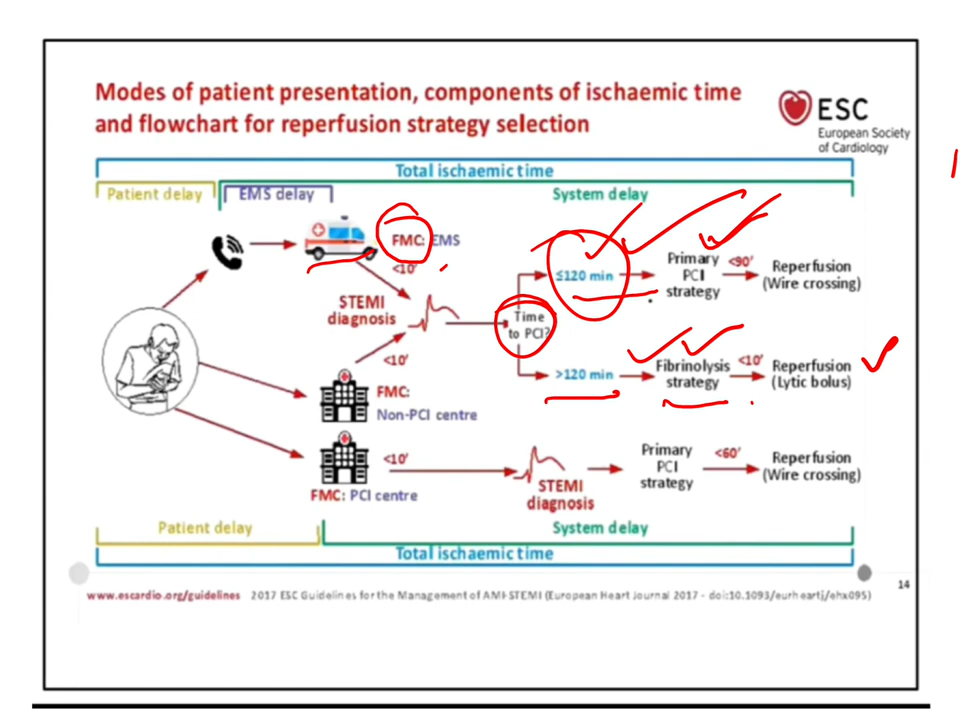 Modes of patient presentation, components of ischaemic time
and flowchart for reperfusion strategy selection
ESC
European Society
of Cardiology
Total ischaemic time
Patient delay
EMS delay
System delay
FMC: EMS
<10'
STEMI
diagnosis
<10'
FMC:
Non-PCI centre
Time
to PCI?
≤120 min
Primary
PCI
strategy
<90'
Reperfusion
(Wire crossing)
>120 min
Fibrinolysis
strategy
<10'
Reperfusion
(Lytic bolus)
<10'
FMC: PCI centre
STEMI
diagnosis
Primary
PCI
strategy
<60'
Reperfusion
(Wire crossing)
Patient delay
System delay
Total ischaemic time
www.escardio.org/guidelines 2017 ESC Guidelines for the Management of AMI-STEMI (European Heart Journal 2017 - doi:10.1093/eurheartj/ehx095)
14